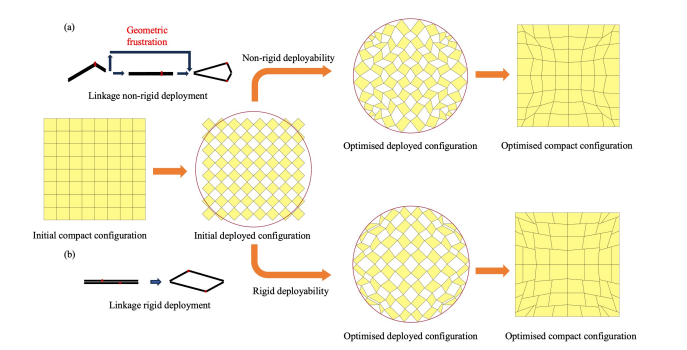 (a)
Geometric
frustration
Linkage non-rigid deployment
Non-rigid deployability
Optimised deployed configuration
Optimised compact configuration
Initial compact configuration
Initial deployed configuration
(b)
Linkage rigid deployment
Rigid deployability
Optimised deployed configuration
Optimised compact configuration